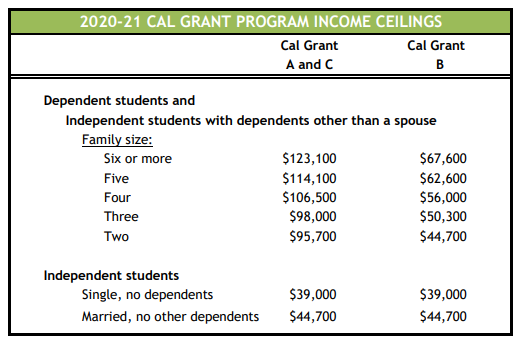 2020-21 CAL GRANT PROGRAM INCOME CEILINGS
Cal Grant Cal Grant
A and C B
Dependent students and
Independent students with dependents other than a spouse
Family size:
Six or more $123,100 $67,600
Five $114,100 $62,600
Four $106,500 $56,000
Three $98,000 $50,300
Two $95,700 $44,700
Independent students
Single, no dependents $39,000 $39,000
Married, no other dependents $44,700 $44,700